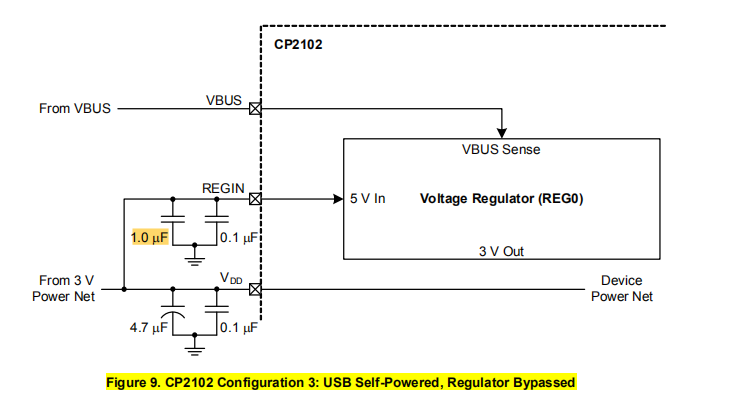 CP2102
VBUS
From VBUS
VBUS Sense
REGIN
5 V In
Voltage Regulator (REG0)
1.0 µF
0.1 µF
3 V Out
From 3 V
Power Net
VDD
Device
Power Net
4.7 µF
0.1 µF
Figure 9. CP2102 Configuration 3: USB Self-Powered, Regulator Bypassed